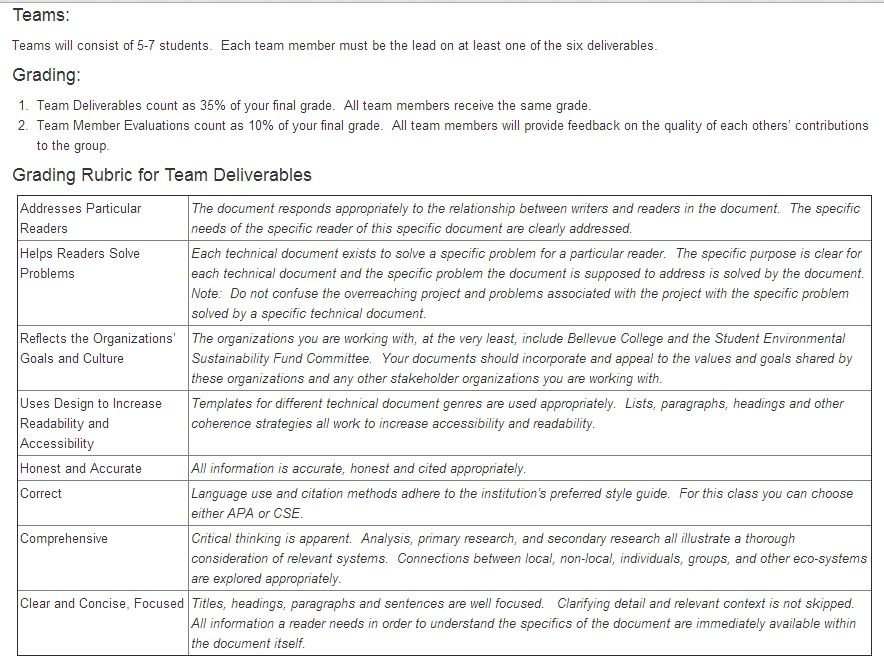 Teams:
Teams will consist of 5-7 students.  Each team member must be the lead on at least one of the six deliverables.
Grading:
1.  Team Deliverables count as 35% of your final grade.  All team members receive the same grade.
2.  Team Member Evaluations count as 10% of your final grade.  All team members will provide feedback on the quality of each others' contributions
to the group.
Grading Rubric for Team Deliverables
Addresses Particular
Readers
The document responds appropriately to the relationship between writers and readers in the document.  The specific
needs of the specific reader of this specific document are clearly addressed.
Helps Readers Solve
Problems
Each technical document exists to solve a specific problem for a particular reader.  The specific purpose is clear for
each technical document and the specific problem the document is supposed to address is solved by the document.
Note:  Do not confuse the overreaching project and problems associated with the project with the specific problem
solved by a specific technical document.
Reflects the Organizations'
Goals and Culture
The organizations you are working with, at the very least, include Bellevue College and the Student Environmental
Sustainability Fund Committee.  Your documents should incorporate and appeal to the values and goals shared by
these organizations and any other stakeholder organizations you are working with.
Uses Design to Increase
Readability and
Accessibility
Templates for different technical document genres are used appropriately.  Lists, paragraphs, headings and other
coherence strategies all work to increase accessibility and readability.
Honest and Accurate
All information is accurate, honest and cited appropriately.
Correct
Language use and citation methods adhere to the institution's preferred style guide.  For this class you can choose
either APA or CSE.
Comprehensive
Critical thinking is apparent.  Analysis, primary research, and secondary research all illustrate a thorough
consideration of relevant systems.  Connections between local, non-local, individuals, groups, and other eco-systems
are explored appropriately.
Clear and Concise, Focused
Titles, headings, paragraphs and sentences are well focused.   Clarifying detail and relevant context is not skipped.
All information a reader needs in order to understand the specifics of the document are immediately available within
the document itself.